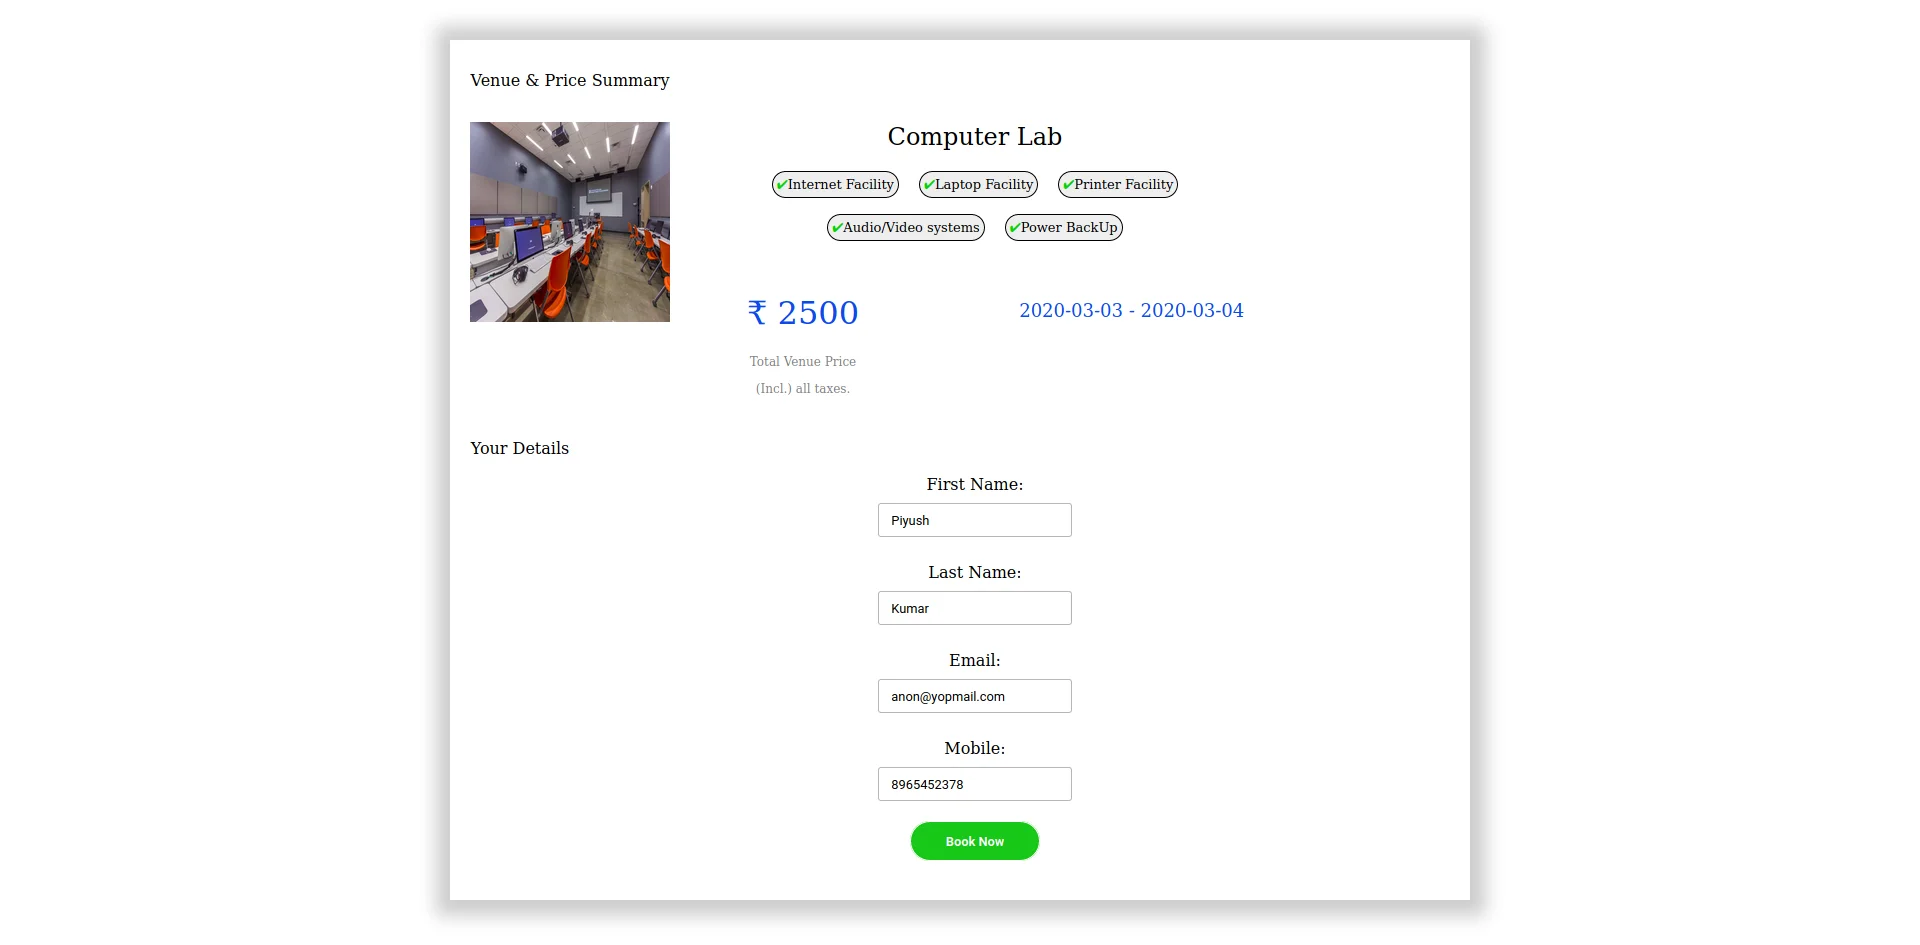 Venue & Price Summary
Computer Lab
✔Internet Facility ✔Laptop Facility ✔Printer Facility
✔Audio/Video systems ✔Power BackUp
₹ 2500 2020-03-03 - 2020-03-04
Total Venue Price
(Incl.) all taxes.
Your Details
First Name:
Piyush
Last Name:
Kumar
Email:
anon@yopmail.com
Mobile:
8965452378
Book Now